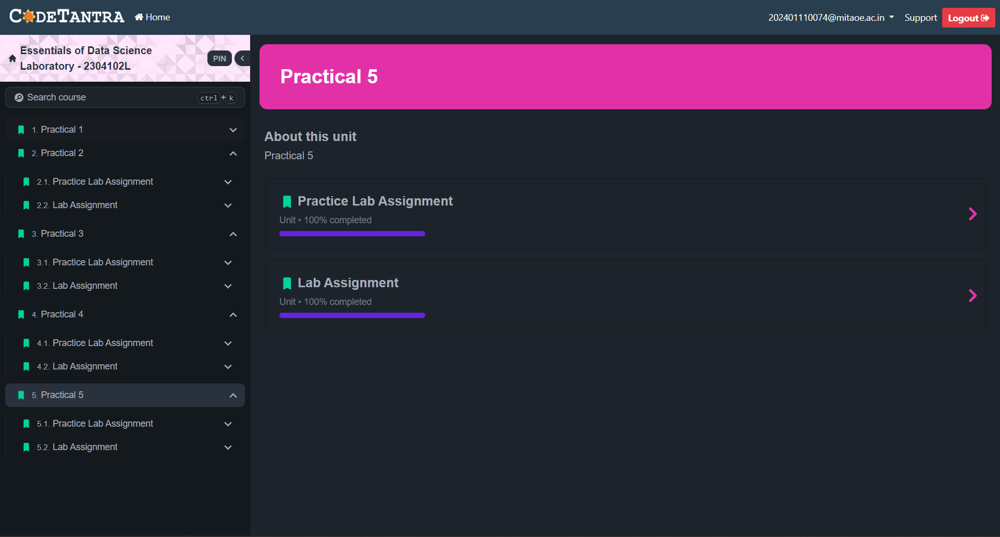 CODETANTRA
Home
202401110074@mitaoe.ac.in
Support
Logout
Essentials of Data Science
Laboratory - 2304102L
PIN
Search course
ctrl + k
1. Practical 1
2. Practical 2
2.1. Practice Lab Assignment
2.2. Lab Assignment
3. Practical 3
3.1. Practice Lab Assignment
3.2. Lab Assignment
4. Practical 4
4.1. Practice Lab Assignment
4.2. Lab Assignment
5. Practical 5
5.1. Practice Lab Assignment
5.2. Lab Assignment
Practical 5
About this unit
Practical 5
Practice Lab Assignment
Unit • 100% completed
Lab Assignment
Unit • 100% completed